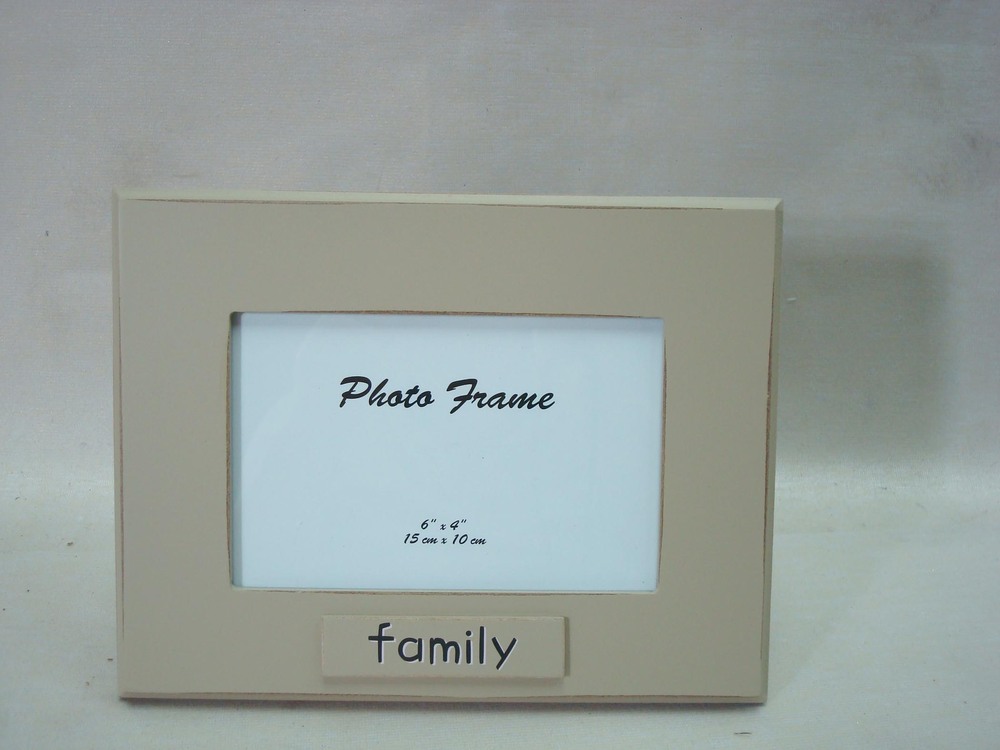 Photo Frame
6" x 4"
15 cm x 10 cm
family